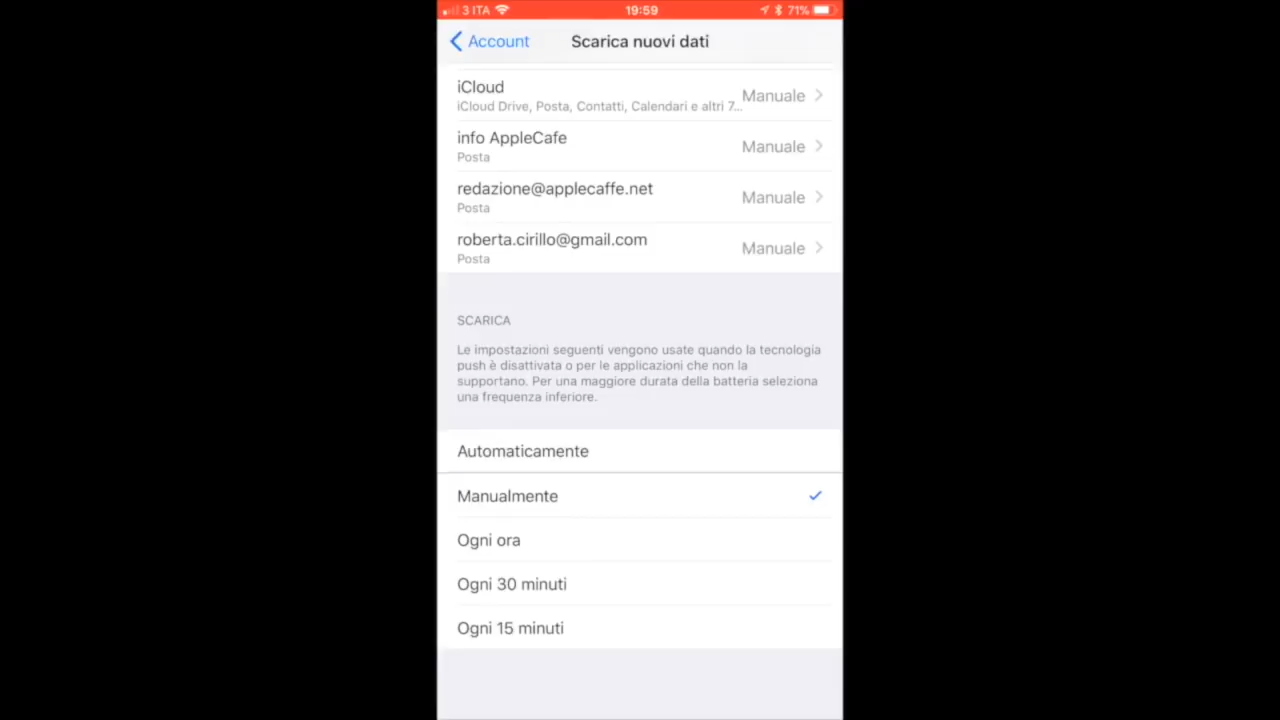 3 ITA 19:59 71%
Account Scarica nuovi dati
iCloud
iCloud Drive, Posta, Contatti, Calendari e altri 7... Manuale
info AppleCafe
Posta Manuale
redazione@applecaffe.net
Posta Manuale
roberta.cirillo@gmail.com
Posta Manuale
SCARICA
Le impostazioni seguenti vengono usate quando la tecnologia
push è disattivata o per le applicazioni che non la
supportano. Per una maggiore durata della batteria seleziona
una frequenza inferiore.
Automaticamente
Manualmente
Ogni ora
Ogni 30 minuti
Ogni 15 minuti